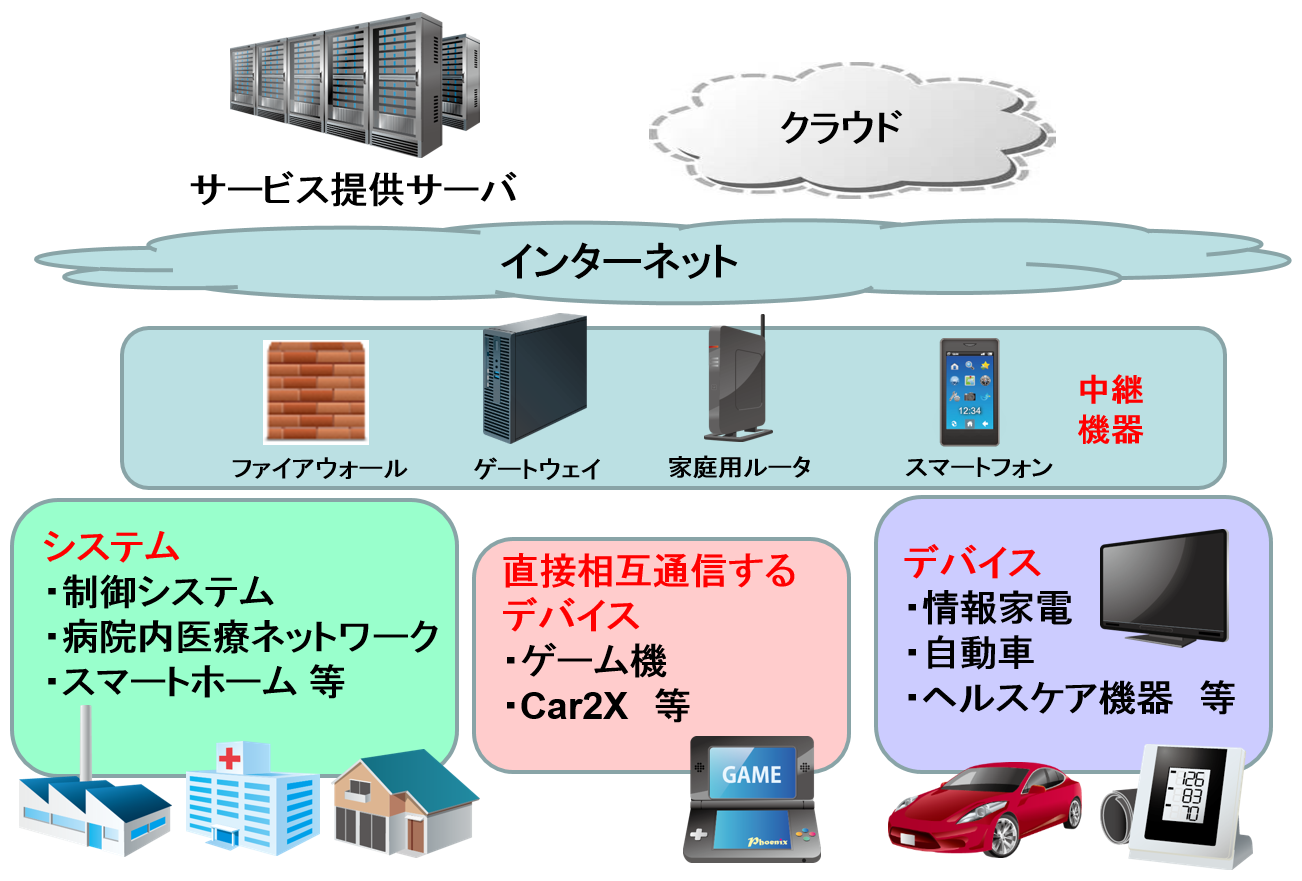 クラウド
サービス提供サーバ
インターネット
中継
機器
ファイアウォール
ゲートウェイ
家庭用ルータ
スマートフォン
12:34
システム
・制御システム
・病院内医療ネットワーク
・スマートホーム 等
直接相互通信する
デバイス
・ゲーム機
・Car2X 等
デバイス
・情報家電
・自動車
・ヘルスケア機器 等
GAME
Phoenix
126
83
70